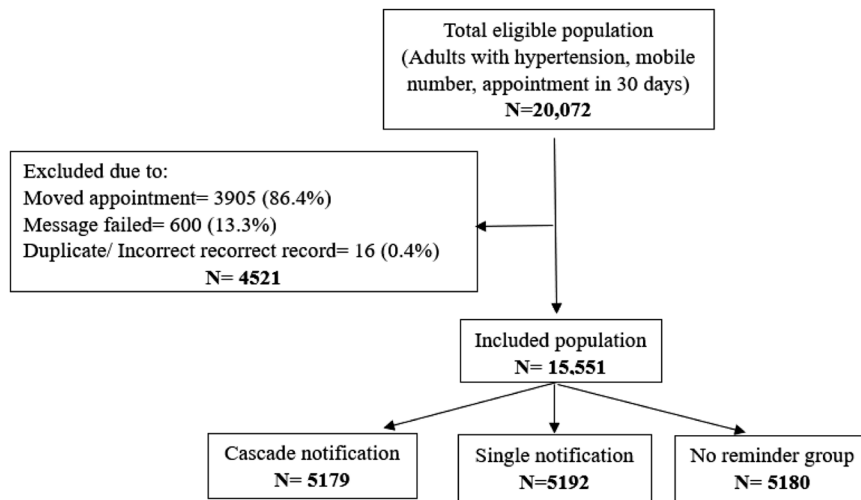 Total eligible population
(Adults with hypertension, mobile
number, appointment in 30 days)
N=20,072
Excluded due to:
Moved appointment= 3905 (86.4%)
Message failed= 600 (13.3%)
Duplicate/ Incorrect recorrect record= 16 (0.4%)
N= 4521
Included population
N= 15,551
Cascade notification
N= 5179
Single notification
N=5192
No reminder group
N= 5180